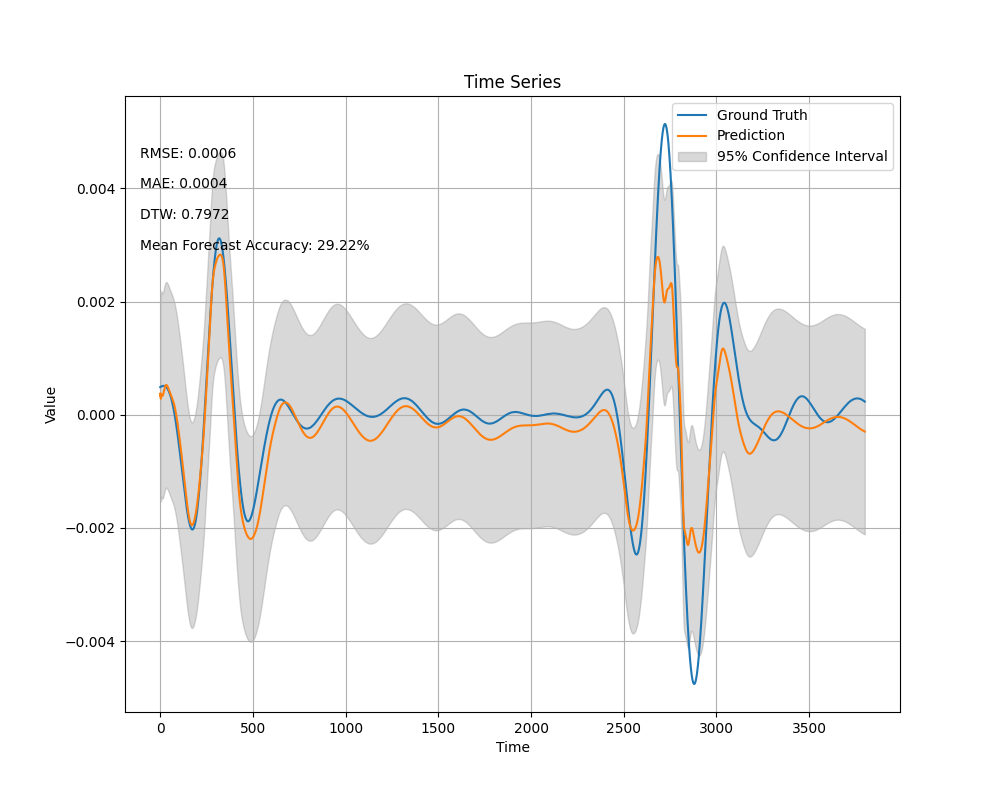 Time Series
Ground Truth
Prediction
95% Confidence Interval
RMSE: 0.0006
MAE: 0.0004
DTW: 0.7972
Mean Forecast Accuracy: 29.22%
0.004
0.002
0.000
−0.002
−0.004
Value
0 500 1000 1500 2000 2500 3000 3500
Time